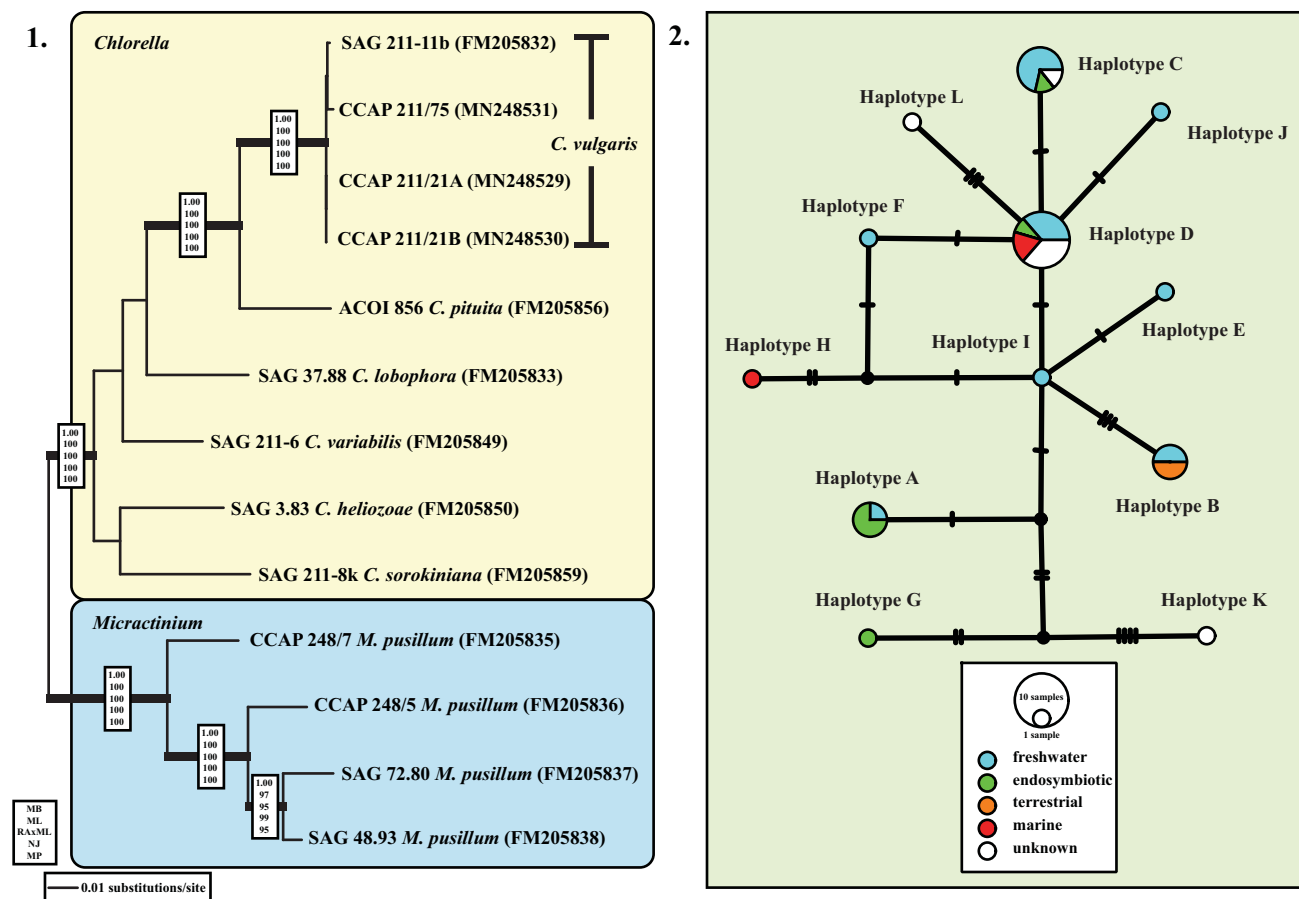 1.
Chlorella
SAG 211-11b (FM205832)
CCAP 211/75 (MN248531)
C. vulgaris
CCAP 211/21A (MN248529)
CCAP 211/21B (MN248530)
ACOI 856 C. pituita (FM205856)
SAG 37.88 C. lobophora (FM205833)
SAG 211-6 C. variabilis (FM205849)
SAG 3.83 C. heliozoae (FM205850)
SAG 211-8k C. sorokiniana (FM205859)
1.00
100
100
100
100
1.00
100
100
100
100
1.00
100
100
100
100
Micractinium
CCAP 248/7 M. pusillum (FM205835)
CCAP 248/5 M. pusillum (FM205836)
SAG 72.80 M. pusillum (FM205837)
SAG 48.93 M. pusillum (FM205838)
1.00
100
100
100
100
1.00
100
100
100
100
1.00
97
95
99
95
MB
ML
RAxML
NJ
MP
0.01 substitutions/site
2.
Haplotype C
Haplotype L
Haplotype J
Haplotype F
Haplotype D
Haplotype E
Haplotype I
Haplotype H
Haplotype A
Haplotype B
Haplotype G
Haplotype K
10 samples
1 sample
freshwater
endosymbiotic
terrestrial
marine
unknown